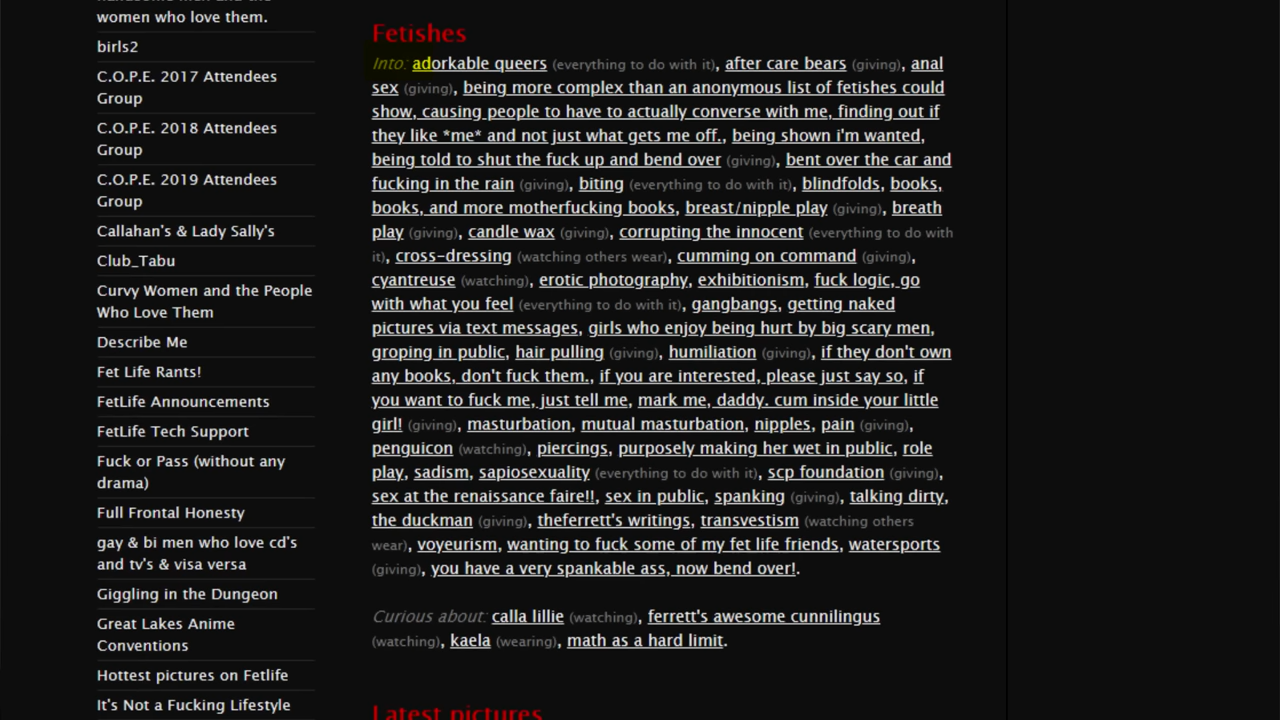 women who love them.
birls2
C.O.P.E. 2017 Attendees
Group
C.O.P.E. 2018 Attendees
Group
C.O.P.E. 2019 Attendees
Group
Callahan's & Lady Sally's
Club_Tabu
Curvy Women and the People
Who Love Them
Describe Me
Fet Life Rants!
FetLife Announcements
FetLife Tech Support
Fuck or Pass (without any
drama)
Full Frontal Honesty
gay & bi men who love cd's
and tv's & visa versa
Giggling in the Dungeon
Great Lakes Anime
Conventions
Hottest pictures on Fetlife
It's Not a Fucking Lifestyle
Fetishes
Into: adorkable queers (everything to do with it), after care bears (giving), anal
sex (giving), being more complex than an anonymous list of fetishes could
show, causing people to have to actually converse with me, finding out if
they like *me* and not just what gets me off., being shown i'm wanted,
being told to shut the fuck up and bend over (giving), bent over the car and
fucking in the rain (giving), biting (everything to do with it), blindfolds, books,
books, and more motherfucking books, breast/nipple play (giving), breath
play (giving), candle wax (giving), corrupting the innocent (everything to do with
it), cross-dressing (watching others wear), cumming on command (giving),
cyantreuse (watching), erotic photography, exhibitionism, fuck logic, go
with what you feel (everything to do with it), gangbangs, getting naked
pictures via text messages, girls who enjoy being hurt by big scary men,
groping in public, hair pulling (giving), humiliation (giving), if they don't own
any books, don't fuck them., if you are interested, please just say so, if
you want to fuck me, just tell me, mark me, daddy. cum inside your little
girl! (giving), masturbation, mutual masturbation, nipples, pain (giving),
penguicon (watching), piercings, purposely making her wet in public, role
play, sadism, sapiosexuality (everything to do with it), scp foundation (giving),
sex at the renaissance faire!!, sex in public, spanking (giving), talking dirty,
the duckman (giving), theferrett's writings, transvestism (watching others
wear), voyeurism, wanting to fuck some of my fet life friends, watersports
(giving), you have a very spankable ass, now bend over!.
Curious about: calla lillie (watching), ferrett's awesome cunnilingus
(watching), kaela (wearing), math as a hard limit.
Latest pictures